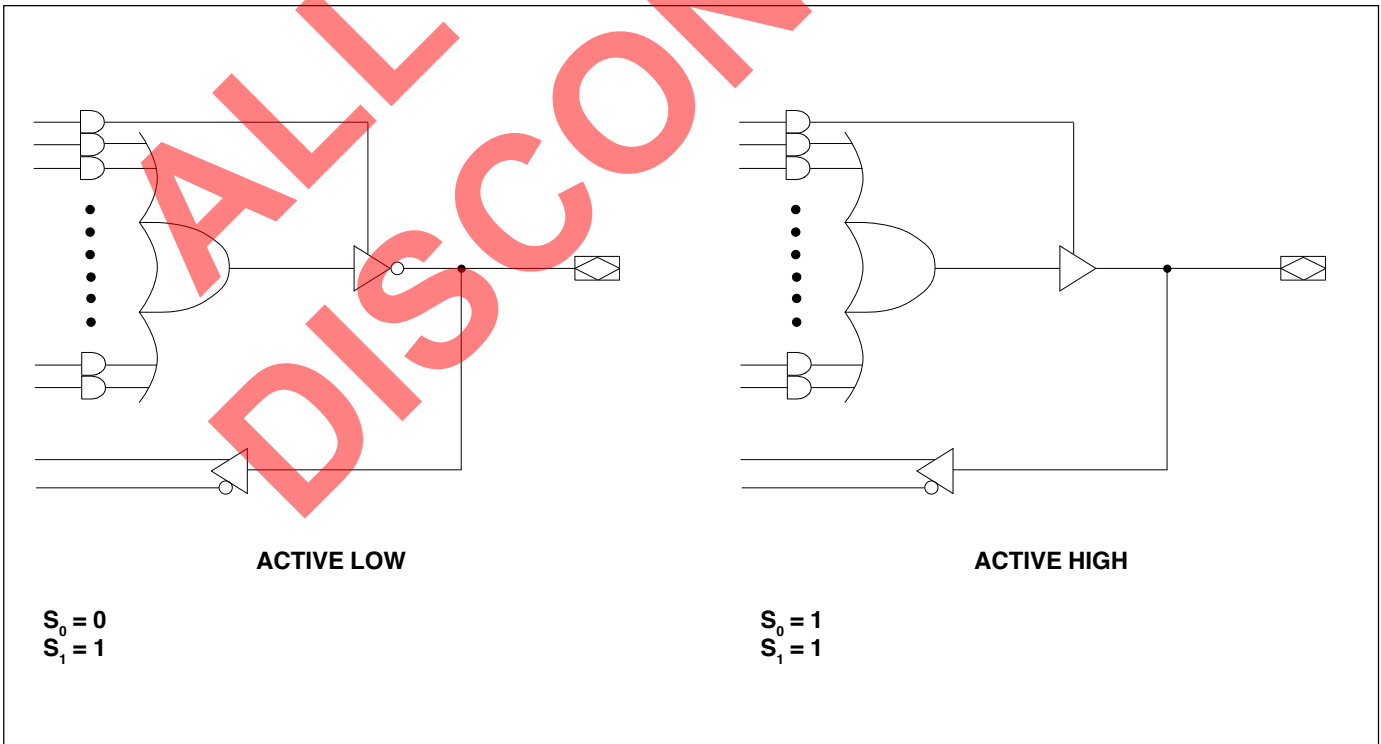 ALL
DISCON
ACTIVE LOW
ACTIVE HIGH
S₀ = 0
S₁ = 1
S₀ = 1
S₁ = 1